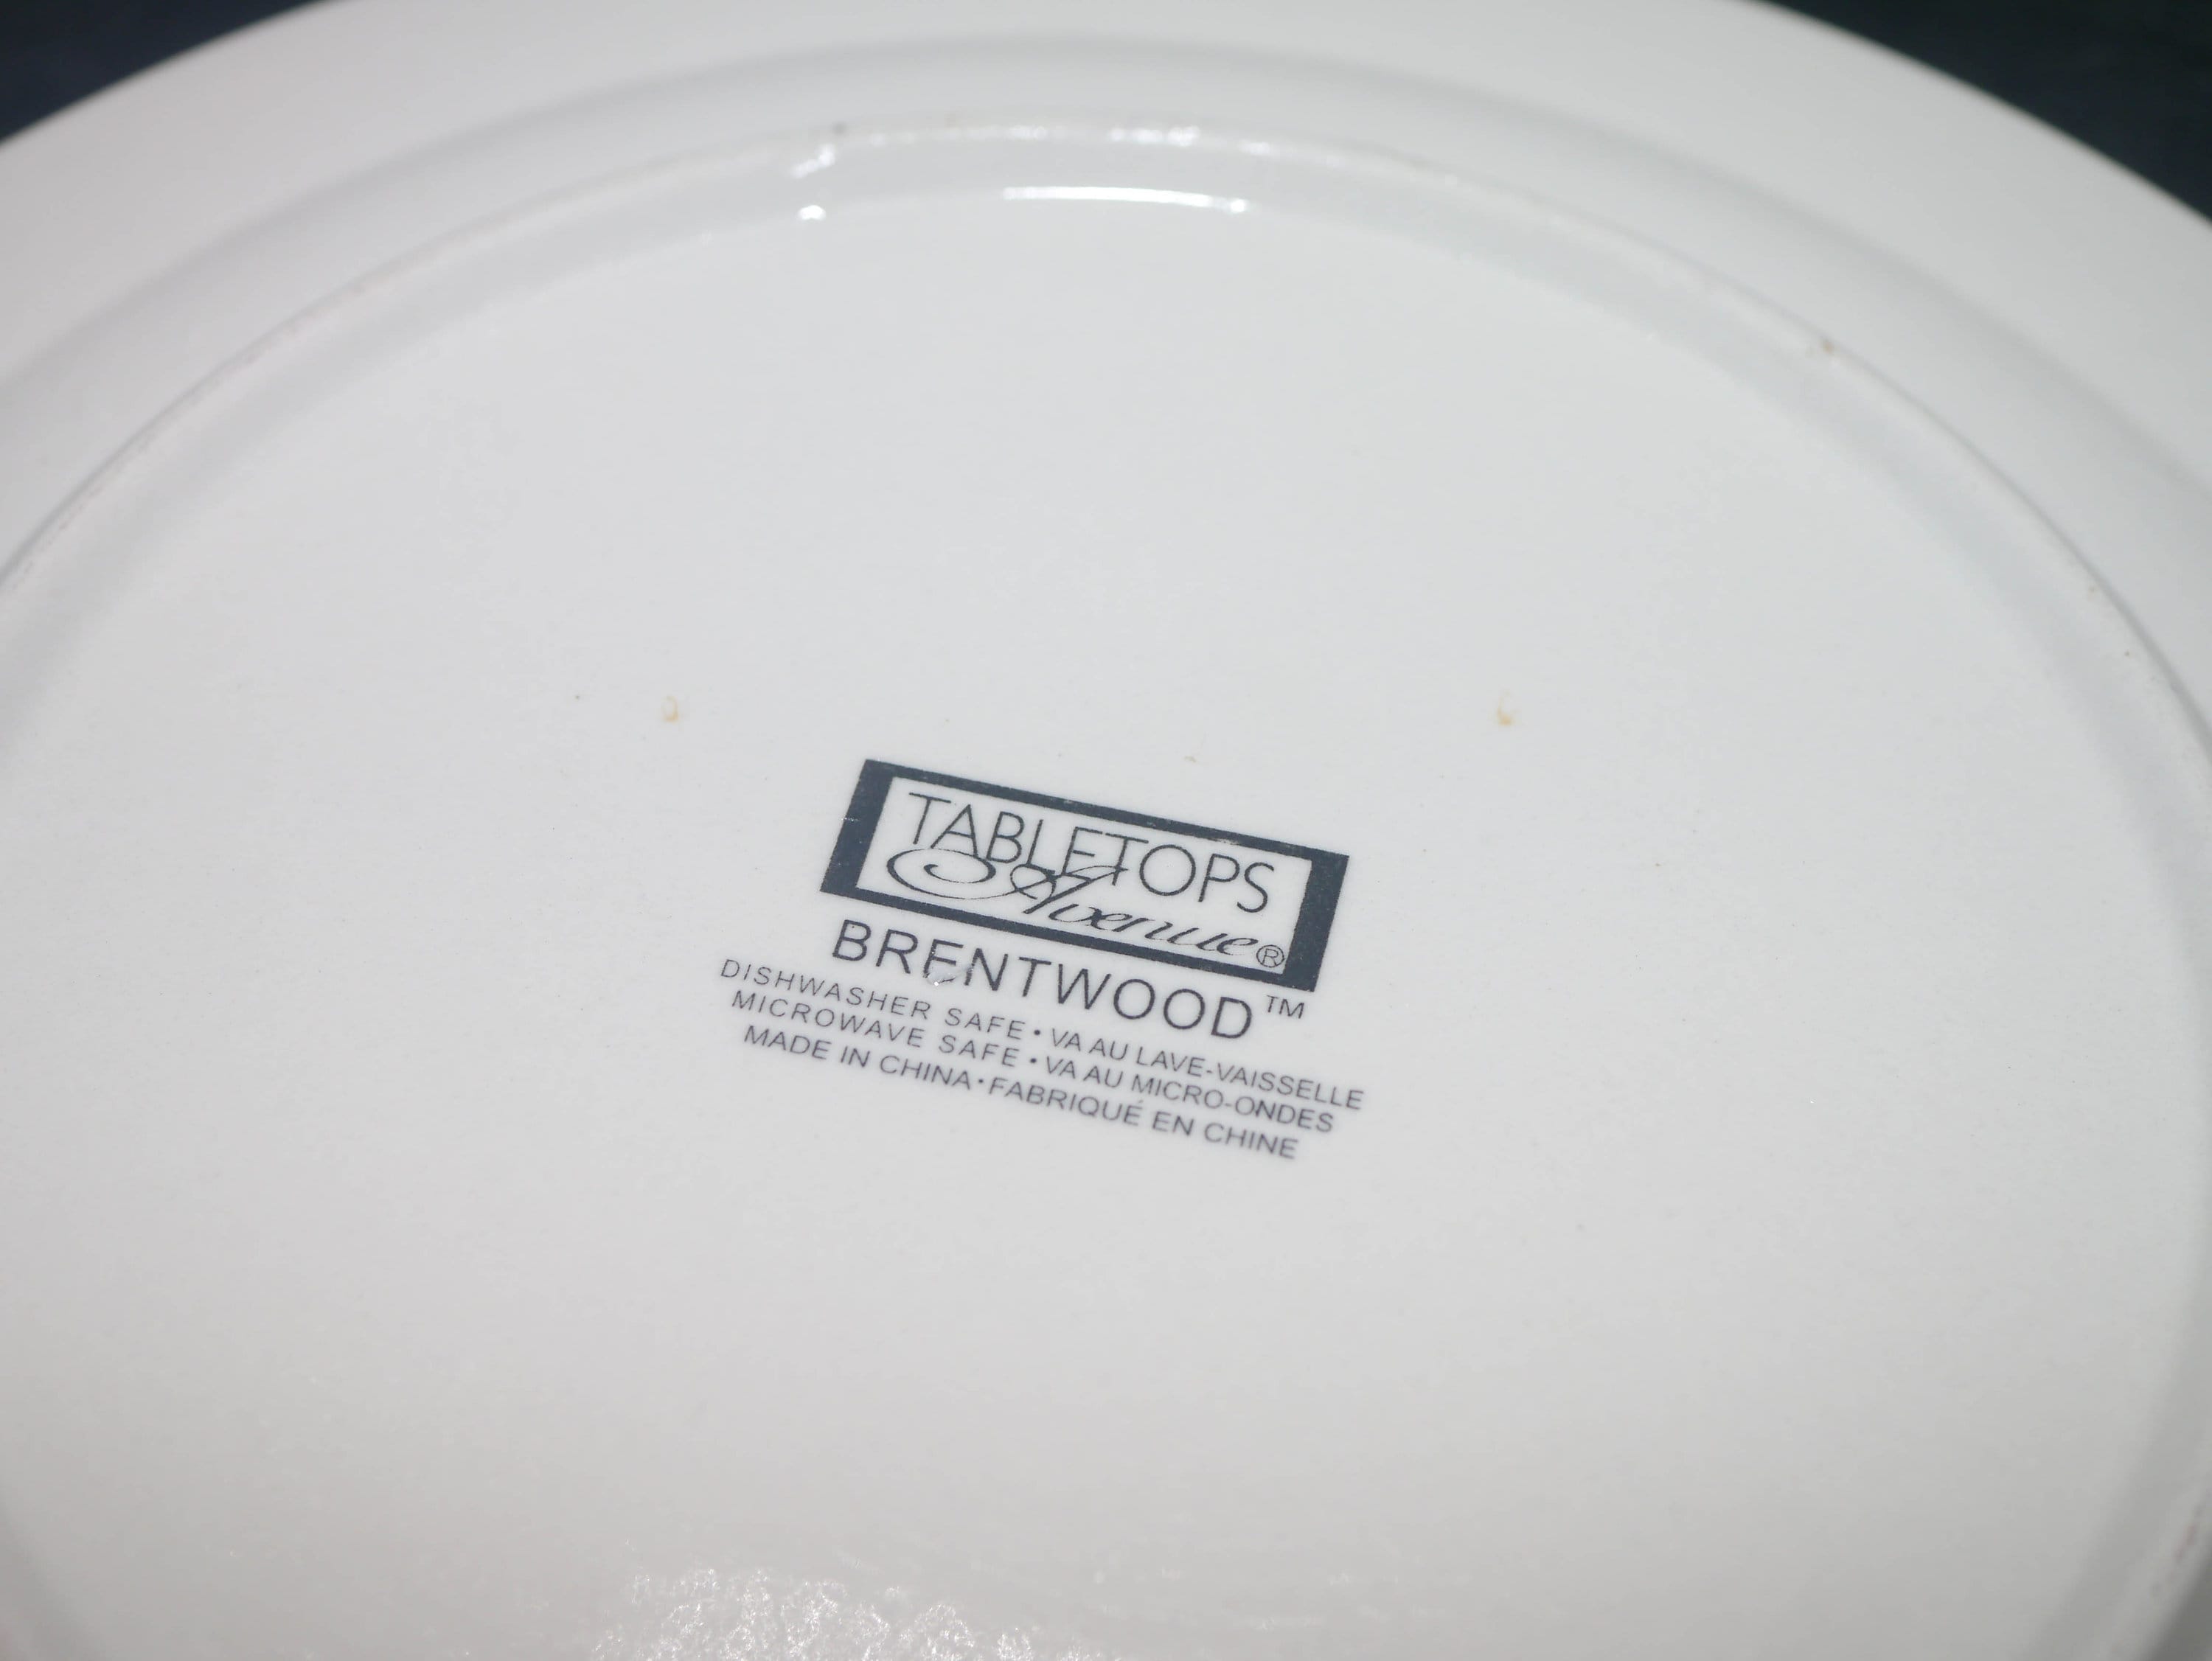 TABLETOPS
Avenue®
BRENTWOOD™
DISHWASHER SAFE • VA AU LAVE-VAISSELLE
MICROWAVE SAFE • VA AU MICRO-ONDES
MADE IN CHINA • FABRIQUÉ EN CHINE